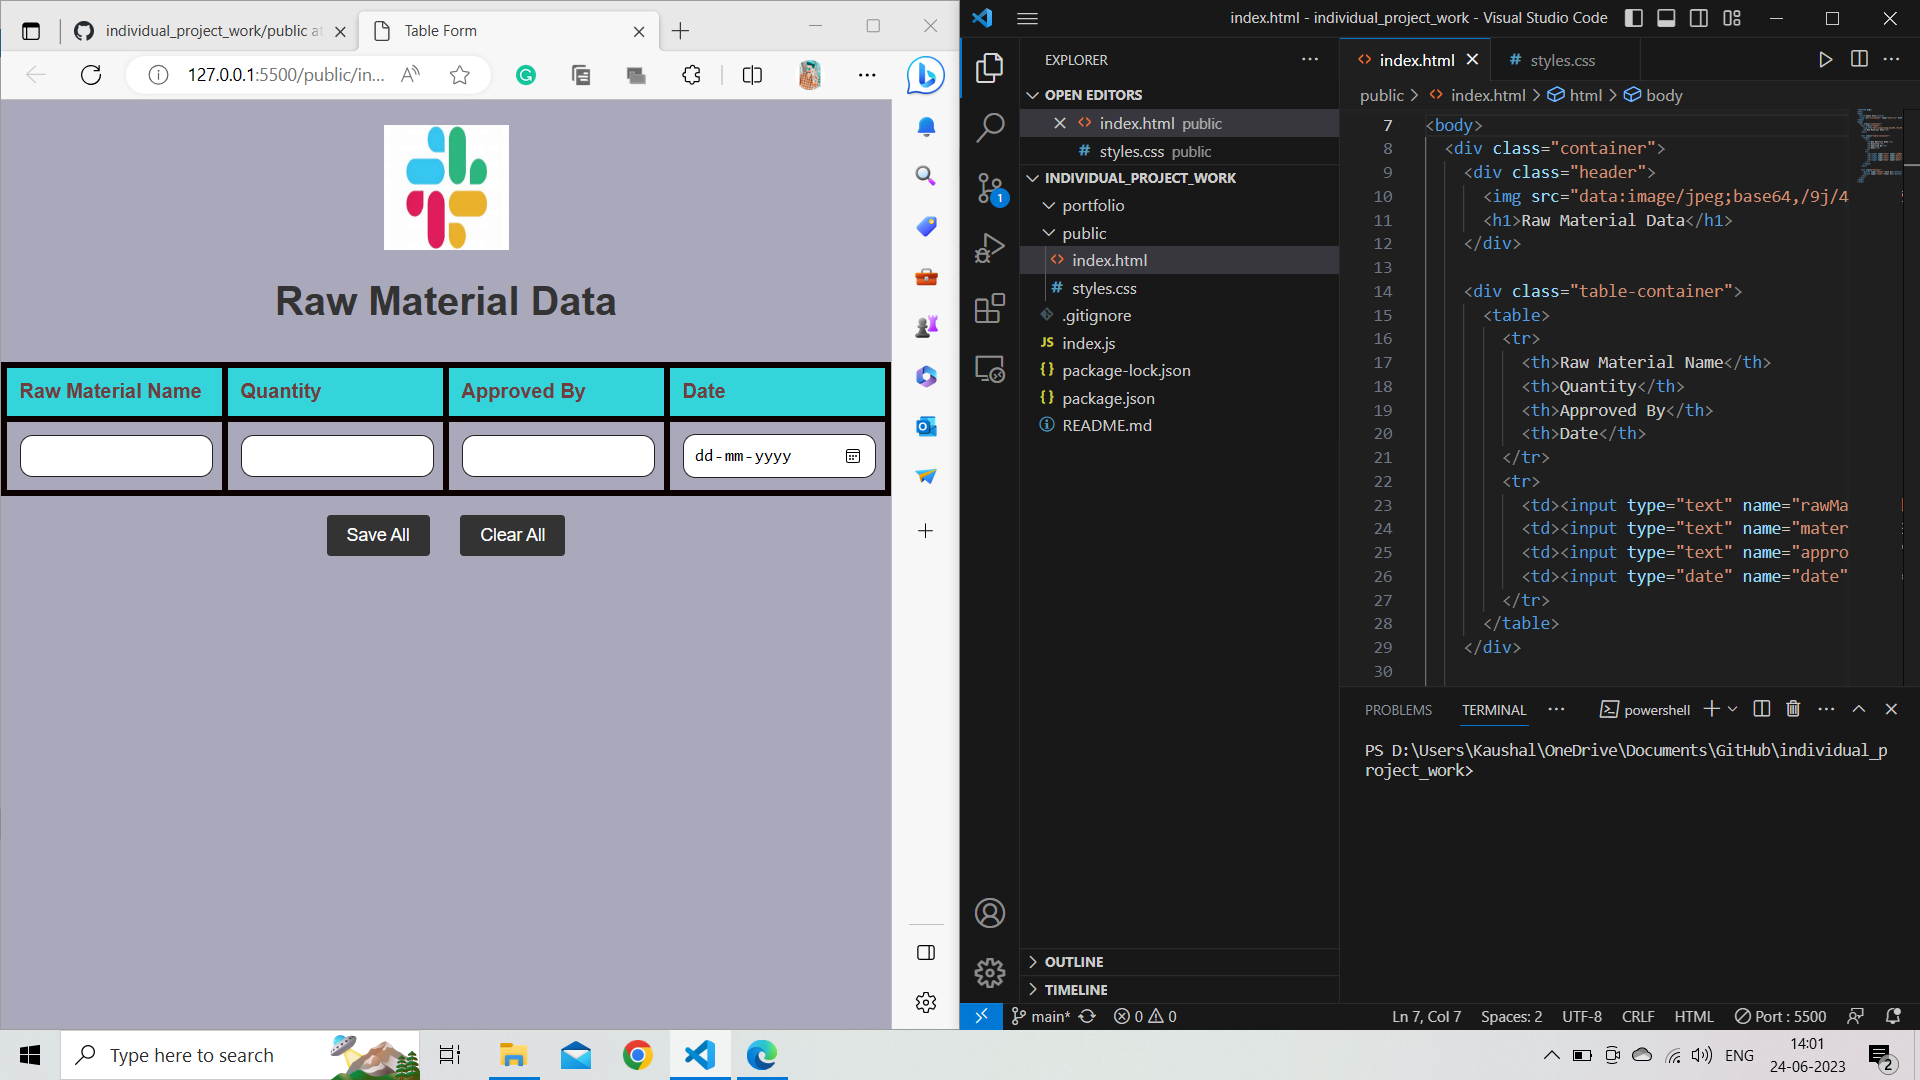 individual_project_work/public at
Table Form
127.0.0.1:5500/public/in...
Raw Material Data
Raw Material Name
Quantity
Approved By
Date
dd-mm-yyyy
Save All
Clear All
index.html - individual_project_work - Visual Studio Code
EXPLORER
OPEN EDITORS
index.html public
styles.css public
1
INDIVIDUAL_PROJECT_WORK
portfolio
public
index.html
styles.css
.gitignore
index.js
package-lock.json
package.json
README.md
OUTLINE
TIMELINE
index.html
styles.css
public > index.html > html > body
7 <body>
8 <div class="container">
9 <div class="header">
10 <img src="data:image/jpeg;base64,/9j/4
11 <h1>Raw Material Data</h1>
12 </div>
13
14 <div class="table-container">
15 <table>
16 <tr>
17 <th>Raw Material Name</th>
18 <th>Quantity</th>
19 <th>Approved By</th>
20 <th>Date</th>
21 </tr>
22 <tr>
23 <td><input type="text" name="rawMa
24 <td><input type="text" name="mater
25 <td><input type="text" name="appro
26 <td><input type="date" name="date"
27 </tr>
28 </table>
29 </div>
30
PROBLEMS
TERMINAL
powershell
PS D:\Users\Kaushal\OneDrive\Documents\GitHub\individual_p
roject_work>
main*
0
0
Ln 7, Col 7
Spaces: 2
UTF-8
CRLF
HTML
Port : 5500
Type here to search
ENG
14:01
24-06-2023
2